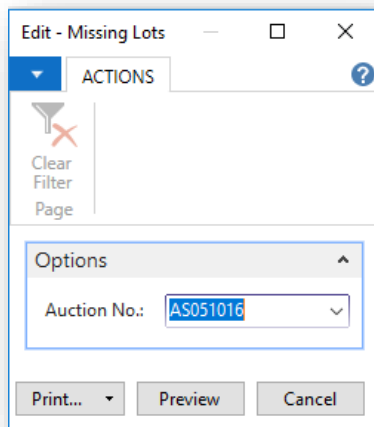 Edit - Missing Lots
ACTIONS
?
Clear
Filter
Page
Options
Auction No.: AS051016
Print... Preview Cancel